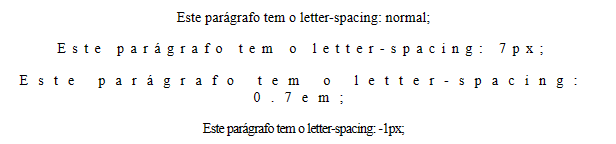 Este parágrafo tem o letter-spacing: normal;
Este parágrafo tem o letter-spacing: 7px;
Este parágrafo tem o letter-spacing:
0.7em;
Este parágrafo tem o letter-spacing: -1px;